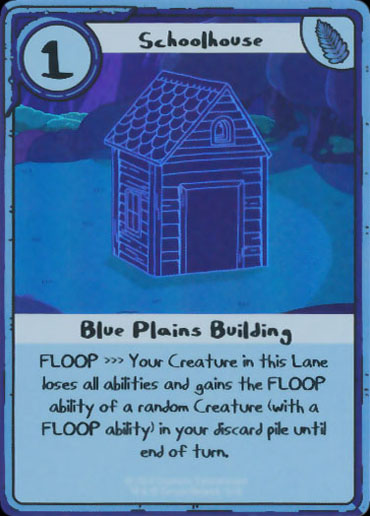 1
Schoolhouse
Blue Plains Building
FLOOP >>> Your Creature in this Lane
loses all abilities and gains the FLOOP
ability of a random Creature (with a
FLOOP ability) in your discard pile until
end of turn.